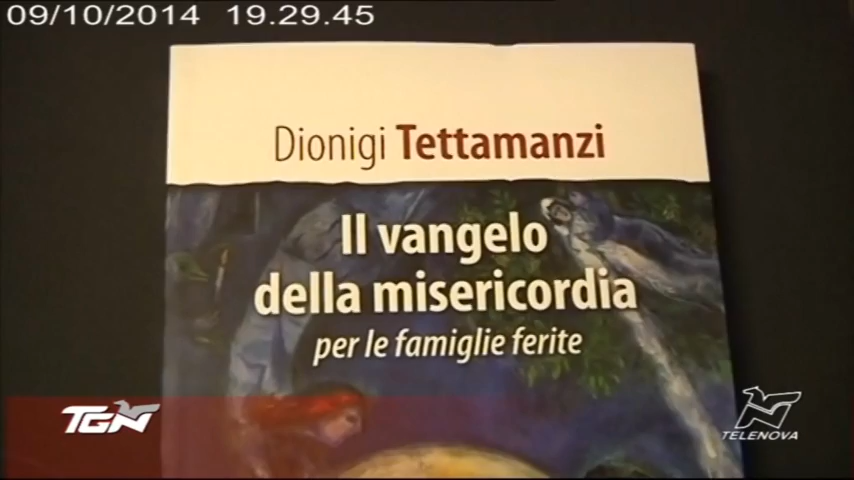 09/10/2014 19.29.45
Dionigi Tettamanzi
Il vangelo
della misericordia
per le famiglie ferite
TGN
TELENOVA